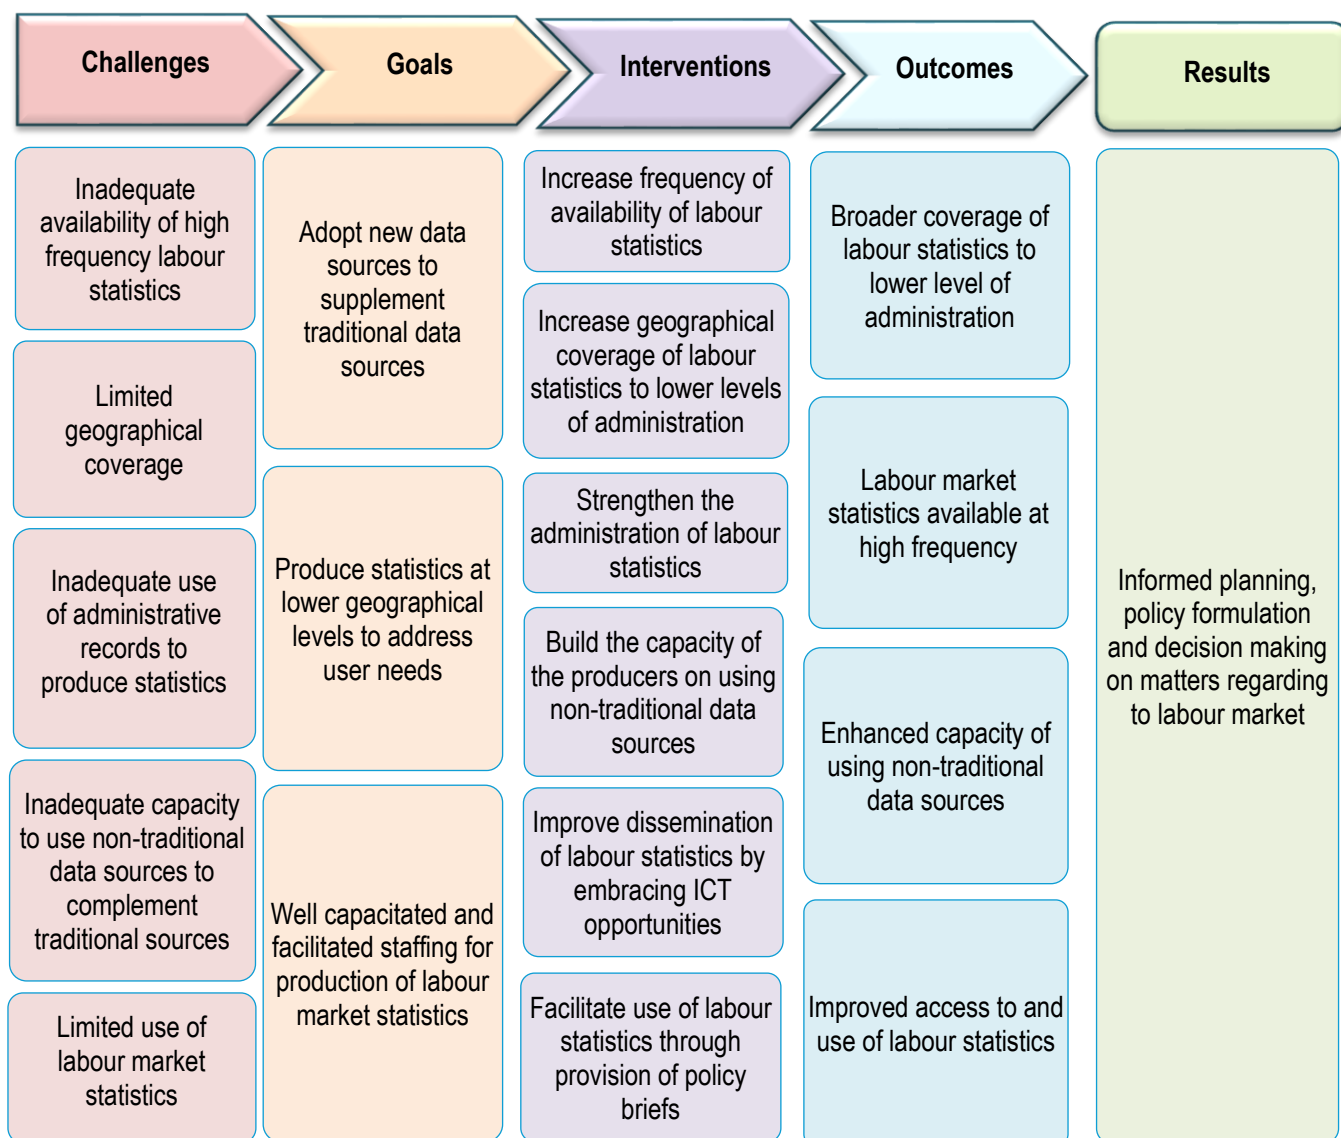 Challenges
Goals
Interventions
Outcomes
Results
Inadequate
availability of high
frequency labour
statistics
Limited
geographical
coverage
Inadequate use
of administrative
records to
produce statistics
Inadequate capacity
to use non-traditional
data sources to
complement
traditional sources
Limited use of
labour market
statistics
Adopt new data
sources to
supplement
traditional data
sources
Produce statistics at
lower geographical
levels to address
user needs
Well capacitated and
facilitated staffing for
production of labour
market statistics
Increase frequency of
availability of labour
statistics
Increase geographical
coverage of labour
statistics to lower levels
of administration
Strengthen the
administration of labour
statistics
Build the capacity of
the producers on using
non-traditional data
sources
Improve dissemination
of labour statistics by
embracing ICT
opportunities
Facilitate use of labour
statistics through
provision of policy
briefs
Broader coverage of
labour statistics to
lower level of
administration
Labour market
statistics available at
high frequency
Enhanced capacity of
using non-traditional
data sources
Improved access to and
use of labour statistics
Informed planning,
policy formulation
and decision making
on matters regarding
to labour market